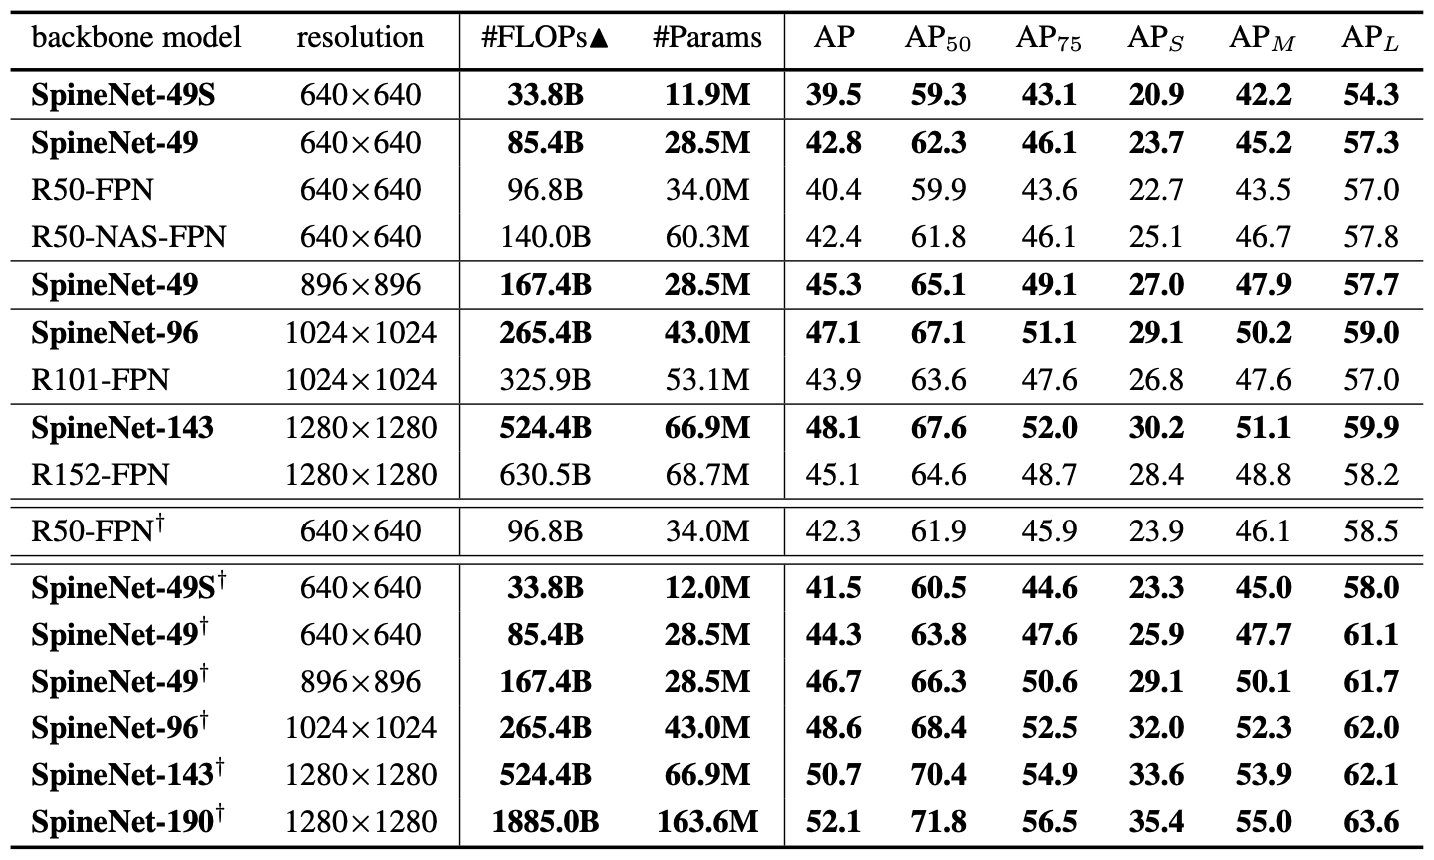 backbone model resolution #FLOPs▲ #Params AP AP50 AP75 APS APM APL
SpineNet-49S 640×640 33.8B 11.9M 39.5 59.3 43.1 20.9 42.2 54.3
SpineNet-49 640×640 85.4B 28.5M 42.8 62.3 46.1 23.7 45.2 57.3
R50-FPN 640×640 96.8B 34.0M 40.4 59.9 43.6 22.7 43.5 57.0
R50-NAS-FPN 640×640 140.0B 60.3M 42.4 61.8 46.1 25.1 46.7 57.8
SpineNet-49 896×896 167.4B 28.5M 45.3 65.1 49.1 27.0 47.9 57.7
SpineNet-96 1024×1024 265.4B 43.0M 47.1 67.1 51.1 29.1 50.2 59.0
R101-FPN 1024×1024 325.9B 53.1M 43.9 63.6 47.6 26.8 47.6 57.0
SpineNet-143 1280×1280 524.4B 66.9M 48.1 67.6 52.0 30.2 51.1 59.9
R152-FPN 1280×1280 630.5B 68.7M 45.1 64.6 48.7 28.4 48.8 58.2
R50-FPN† 640×640 96.8B 34.0M 42.3 61.9 45.9 23.9 46.1 58.5
SpineNet-49S† 640×640 33.8B 12.0M 41.5 60.5 44.6 23.3 45.0 58.0
SpineNet-49† 640×640 85.4B 28.5M 44.3 63.8 47.6 25.9 47.7 61.1
SpineNet-49† 896×896 167.4B 28.5M 46.7 66.3 50.6 29.1 50.1 61.7
SpineNet-96† 1024×1024 265.4B 43.0M 48.6 68.4 52.5 32.0 52.3 62.0
SpineNet-143† 1280×1280 524.4B 66.9M 50.7 70.4 54.9 33.6 53.9 62.1
SpineNet-190† 1280×1280 1885.0B 163.6M 52.1 71.8 56.5 35.4 55.0 63.6